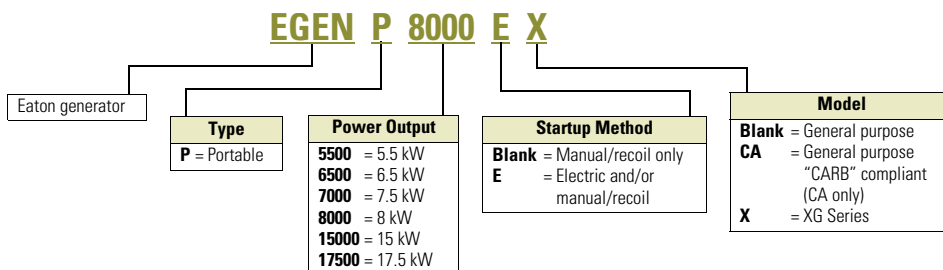 EGEN P 8000 E X
Eaton generator
Type
P = Portable
Power Output
5500 = 5.5 kW
6500 = 6.5 kW
7000 = 7.5 kW
8000 = 8 kW
15000 = 15 kW
17500 = 17.5 kW
Startup Method
Blank = Manual/recoil only
E = Electric and/or
manual/recoil
Model
Blank = General purpose
CA = General purpose
“CARB” compliant
(CA only)
X = XG Series